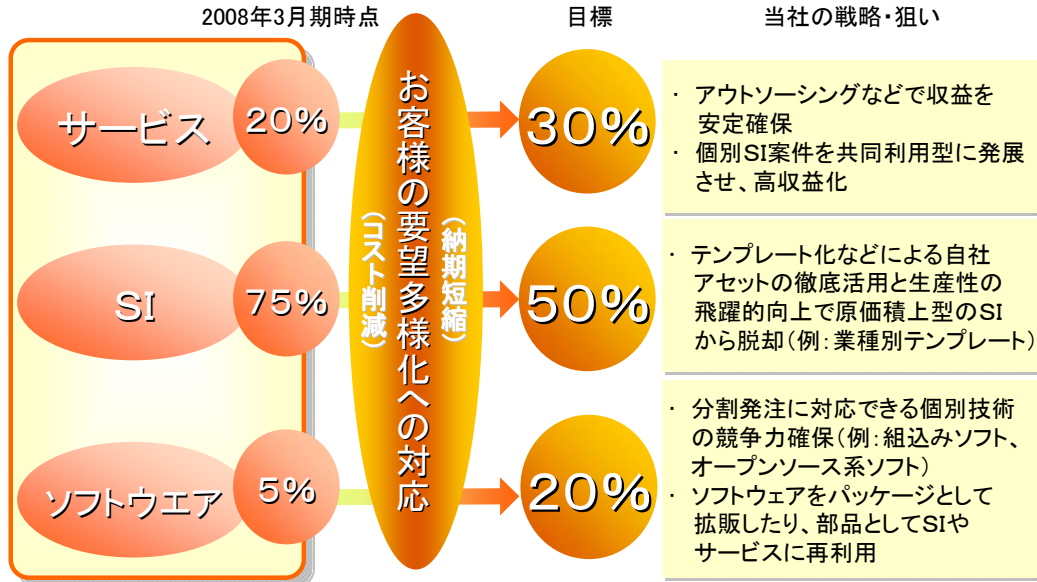 2008年3月期時点
目標
当社の戦略・狙い
サービス
20%
30%
・ アウトソーシングなどで収益を
安定確保
・ 個別SI案件を共同利用型に発展
させ、高収益化
お客様の要望多様化への対応
(納期短縮)
(コスト削減)
SI
75%
50%
・ テンプレート化などによる自社
アセットの徹底活用と生産性の
飛躍的向上で原価積上型のSI
から脱却(例:業種別テンプレート)
ソフトウエア
5%
20%
・ 分割発注に対応できる個別技術
の競争力確保(例:組込みソフト、
オープンソース系ソフト)
・ ソフトウェアをパッケージとして
拡販したり、部品としてSIや
サービスに再利用